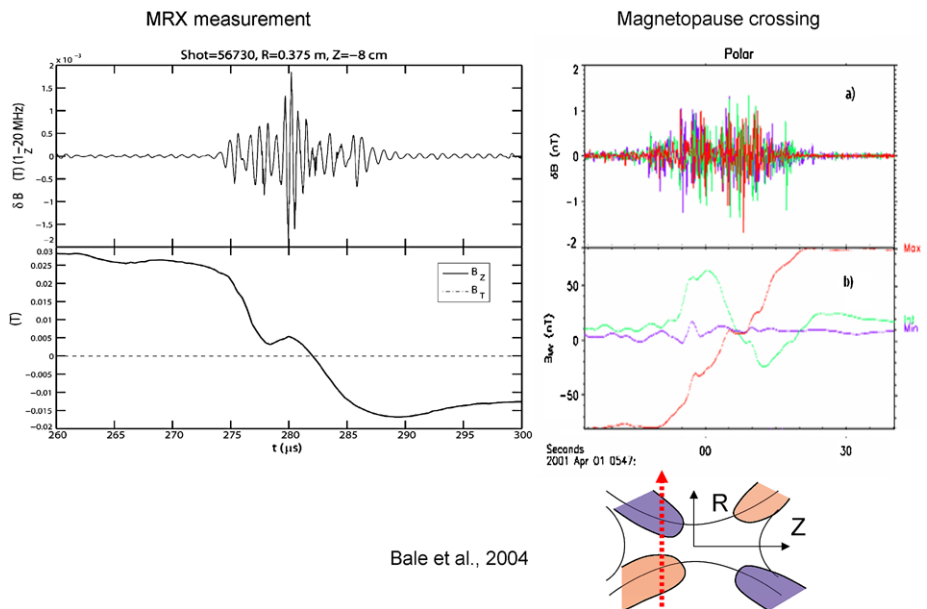 MRX measurement
Magnetopause crossing
Shot=56730, R=0.375 m, Z=−8 cm
x 10⁻³
2
1.5
1
0.5
0
−0.5
−1
−1.5
−2
δ B_Z (T) (1−20 MHz)
0.03
0.025
0.02
0.015
0.01
0.005
0
−0.005
−0.01
−0.015
−0.02
(T)
B_Z
B_T
260 265 270 275 280 285 290 295 300
t (μs)
Polar
a)
2
1
0
-1
-2
δB (nT)
b)
50
0
-50
(nT)
Max
Min
Seconds 00 30
2001 Apr 01 0547:
R
Z
Bale et al., 2004